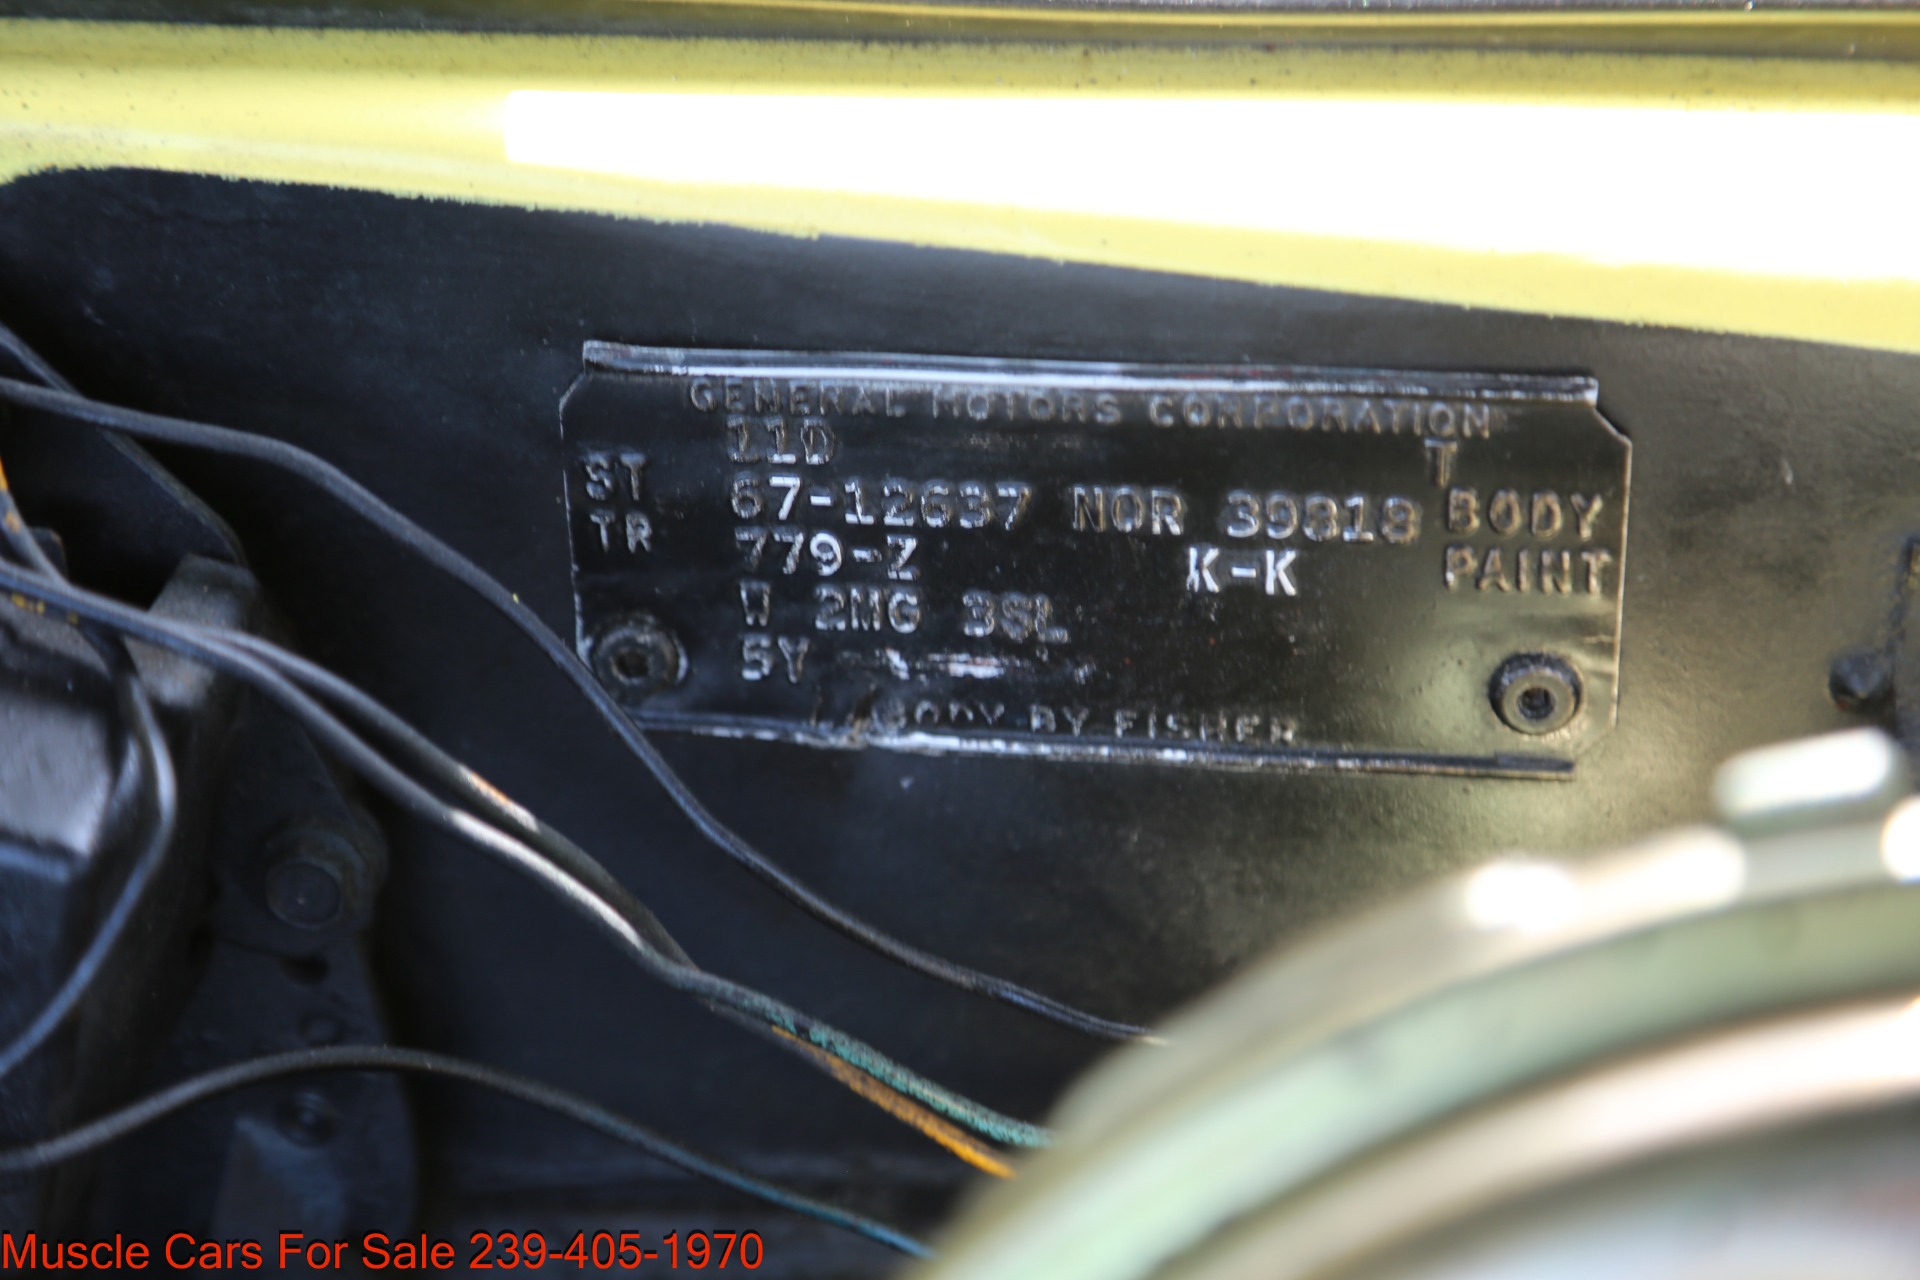 GENERAL MOTORS CORPORATION
11D T
ST 67-12637 NOR 39818 BODY
TR 779-Z K-K PAINT
W 2MG 3SL
5Y
BODY BY FISHER
Muscle Cars For Sale 239-405-1970